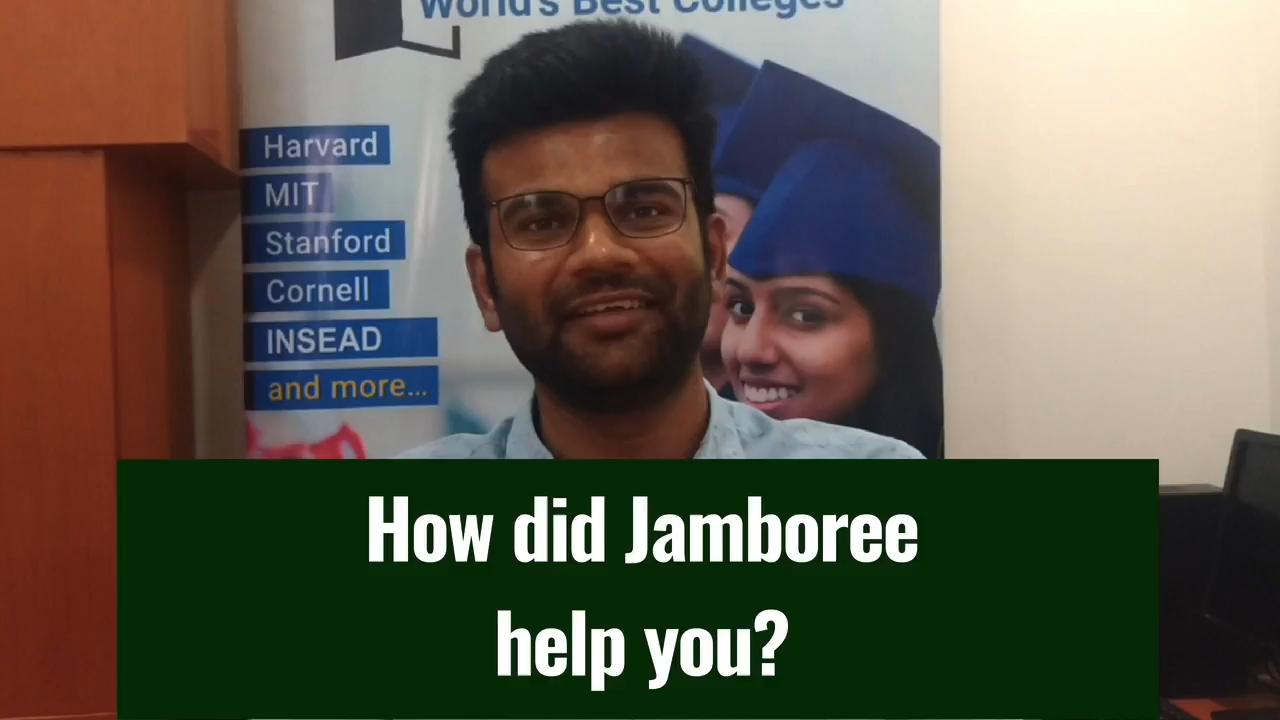 World's Best Colleges
Harvard
MIT
Stanford
Cornell
INSEAD
and more...
How did Jamboree
help you?